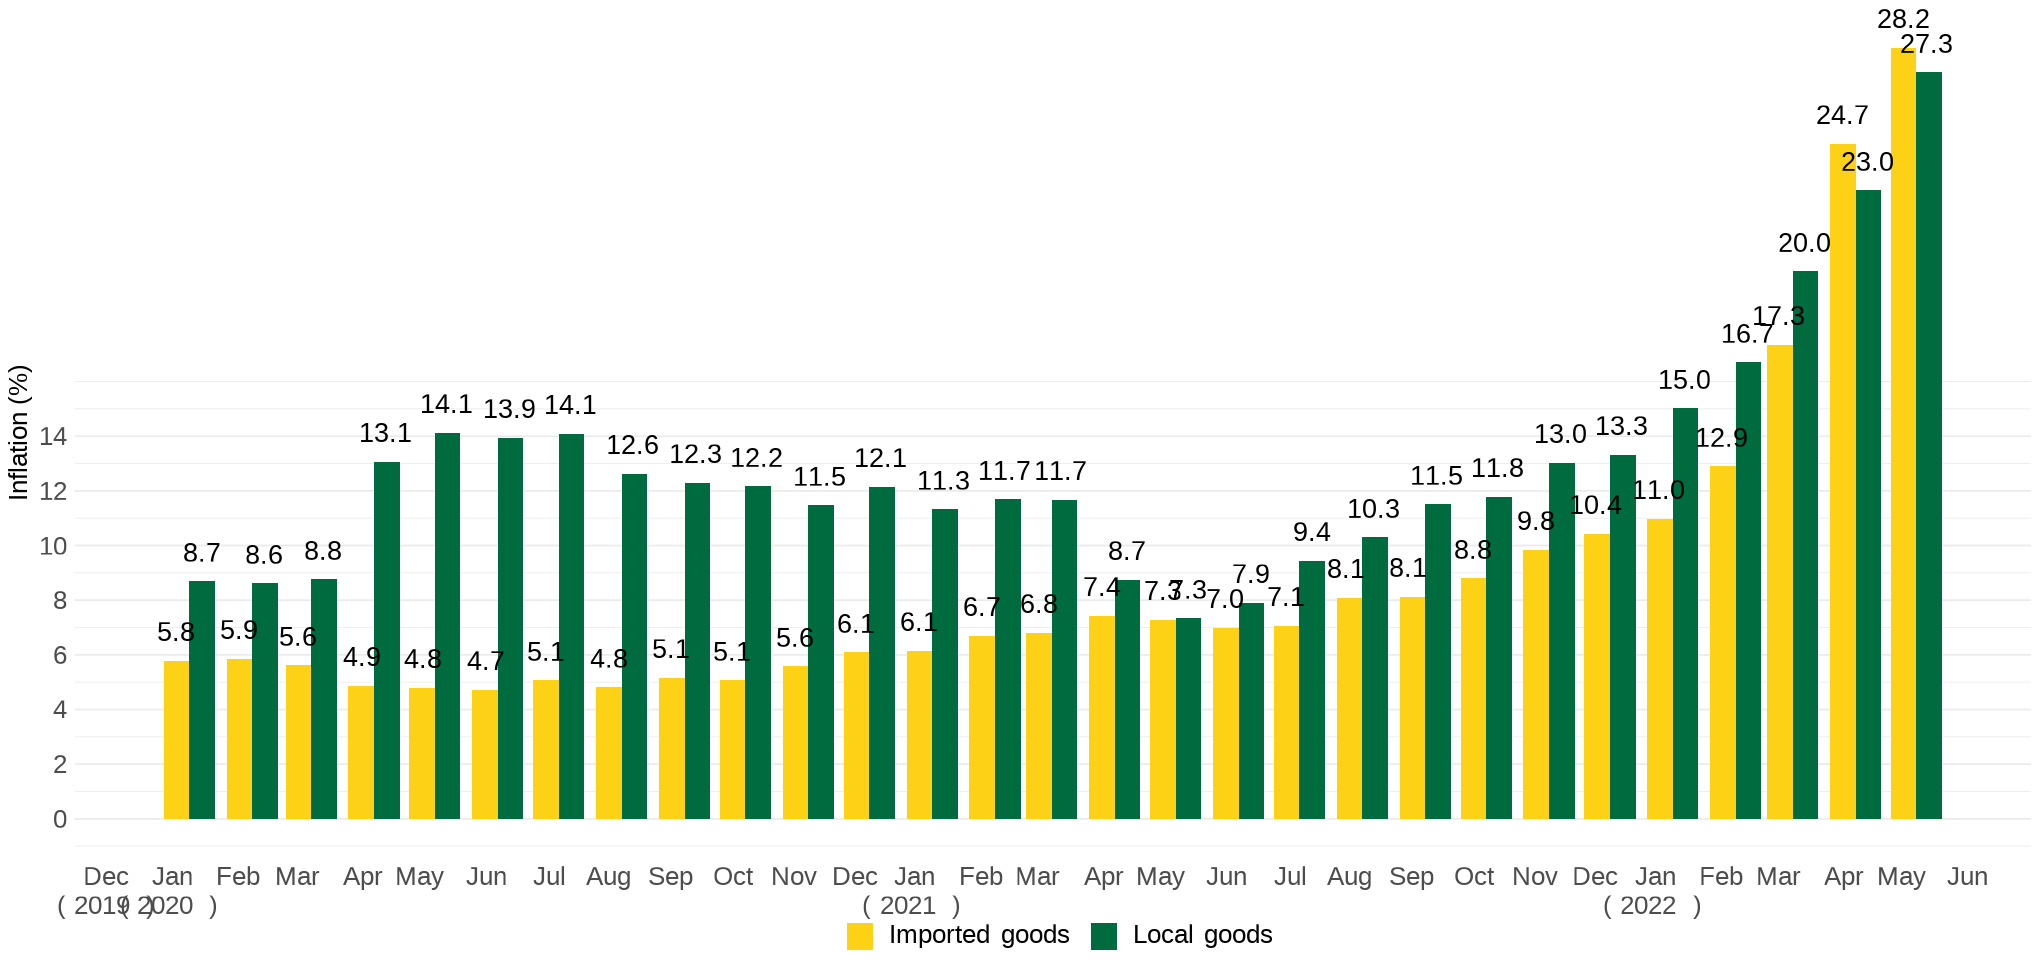 28.2
27.3
24.7
23.0
20.0
17.3
16.7
15.0
14.1 13.9 14.1
13.1 12.6 12.3 12.2 11.5 12.1 11.3 11.7 11.7
13.0 13.3 12.9
11.5 11.8 10.4 11.0
10.3 9.8
9.4 8.8
8.7 8.6 8.8 8.7 7.9 8.1 8.1
7.4 7.3 7.3 7.0 7.1
5.8 5.9 5.6 6.7 6.8
4.9 4.8 4.7 5.1 4.8 5.1 5.1 5.6 6.1 6.1
Inflation (%)
14
12
10
8
6
4
2
0
Dec Jan Feb Mar Apr May Jun Jul Aug Sep Oct Nov Dec Jan Feb Mar Apr May Jun Jul Aug Sep Oct Nov Dec Jan Feb Mar Apr May Jun
( 2019 ) ( 2020 ) ( 2021 ) ( 2022 )
Imported goods Local goods